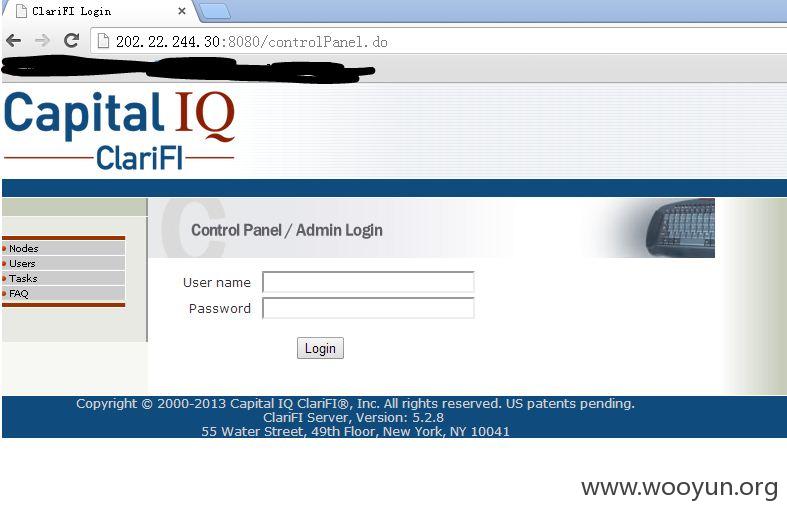 ClariFI Login
202.22.244.30:8080/controlPanel.do
Capital IQ
ClariFI
Control Panel / Admin Login
Nodes
Users
Tasks
FAQ
User name
Password
Login
Copyright © 2000-2013 Capital IQ ClariFI®, Inc. All rights reserved. US patents pending.
ClariFI Server, Version: 5.2.8
55 Water Street, 49th Floor, New York, NY 10041
www.wooyun.org